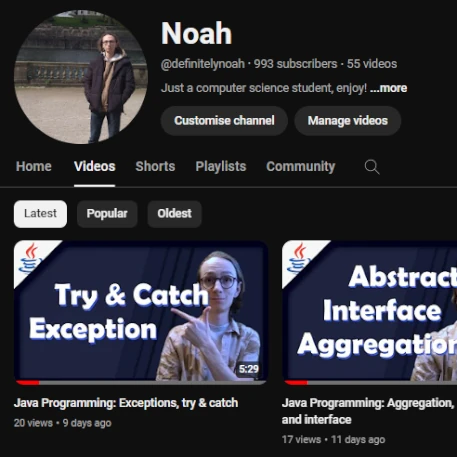 Noah
@definitelynoah · 993 subscribers · 55 videos
Just a computer science student, enjoy! ...more
Customise channel Manage videos
Home Videos Shorts Playlists Community
Latest Popular Oldest
Try & Catch
Exception
5:29
Abstract
Interface
Aggregation
Java Programming: Exceptions, try & catch
20 views • 9 days ago
Java Programming: Aggregation,
and interface
17 views • 11 days ago